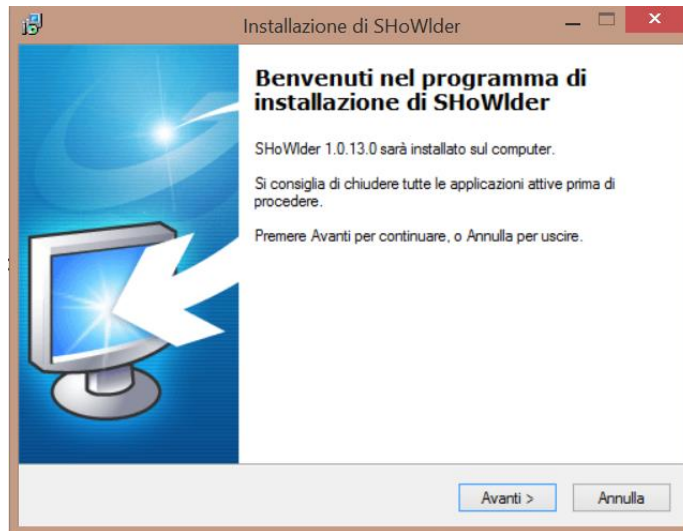 Installazione di SHoWlder
Benvenuti nel programma di
installazione di SHoWlder
SHoWlder 1.0.13.0 sarà installato sul computer.
Si consiglia di chiudere tutte le applicazioni attive prima di
procedere.
Premere Avanti per continuare, o Annulla per uscire.
Avanti >
Annulla